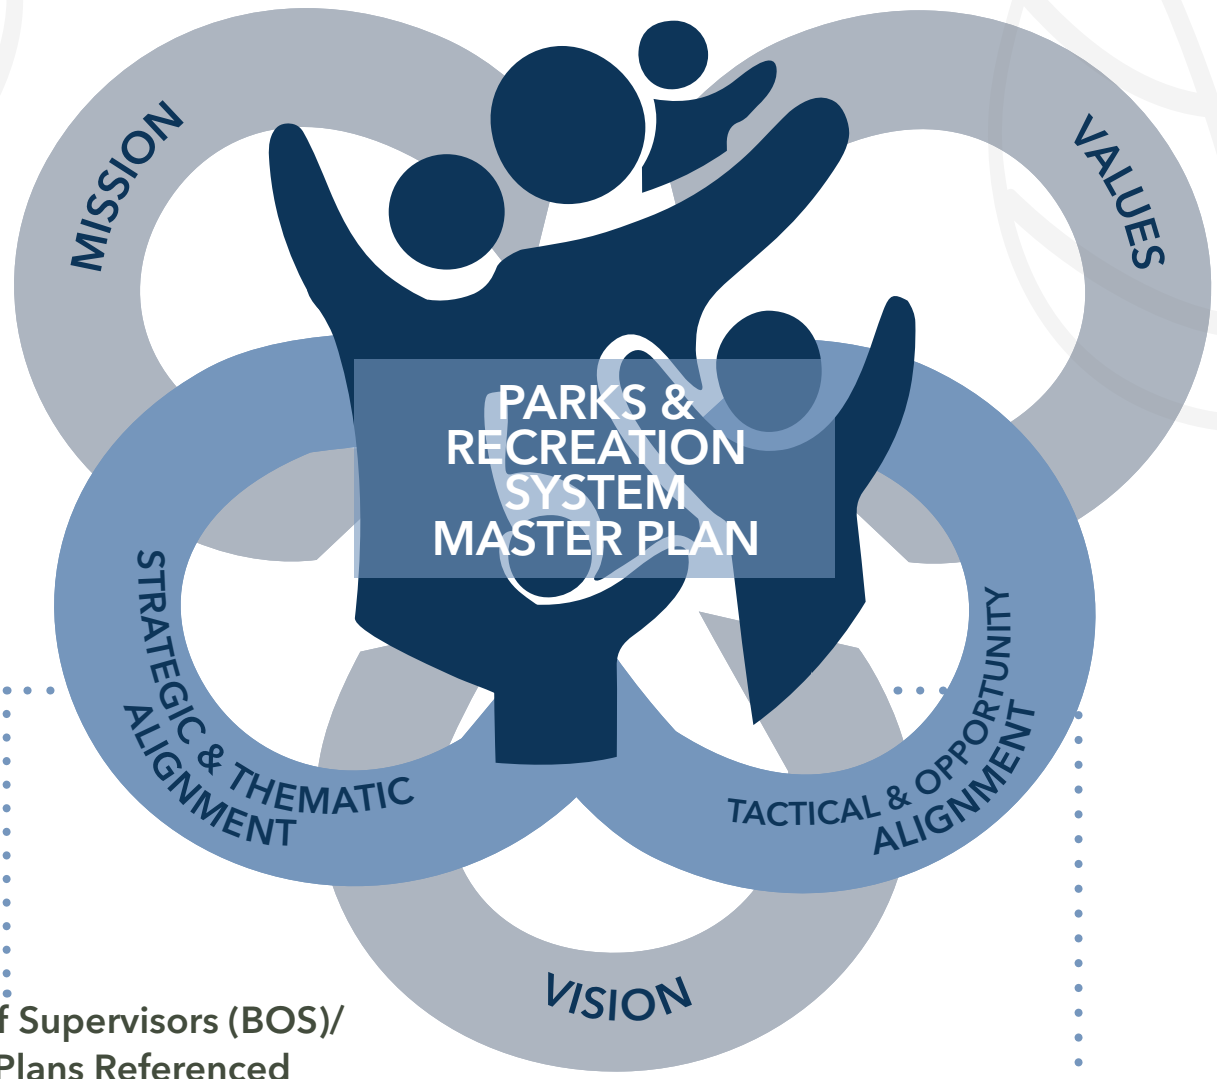 MISSION
VALUES
PARKS &
RECREATION
SYSTEM
MASTER PLAN
STRATEGIC & THEMATIC
ALIGNMENT
TACTICAL & OPPORTUNITY
ALIGNMENT
VISION
f Supervisors (BOS)/
Plans Referenced